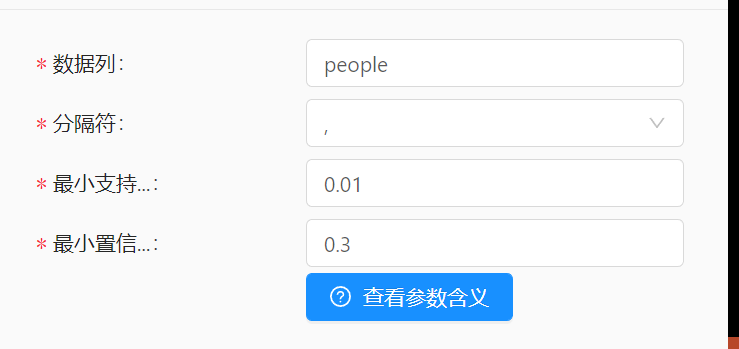 * 数据列： people
* 分隔符： ,
* 最小支持...： 0.01
* 最小置信...： 0.3
查看参数含义